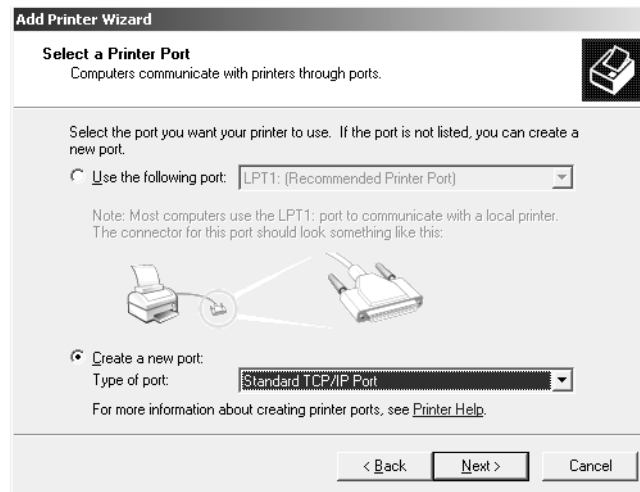 Add Printer Wizard
Select a Printer Port
Computers communicate with printers through ports.
Select the port you want your printer to use. If the port is not listed, you can create a
new port.
Use the following port: LPT1: (Recommended Printer Port)
Note: Most computers use the LPT1: port to communicate with a local printer.
The connector for this port should look something like this:
Create a new port:
Type of port: Standard TCP/IP Port
For more information about creating printer ports, see Printer Help.
< Back Next > Cancel